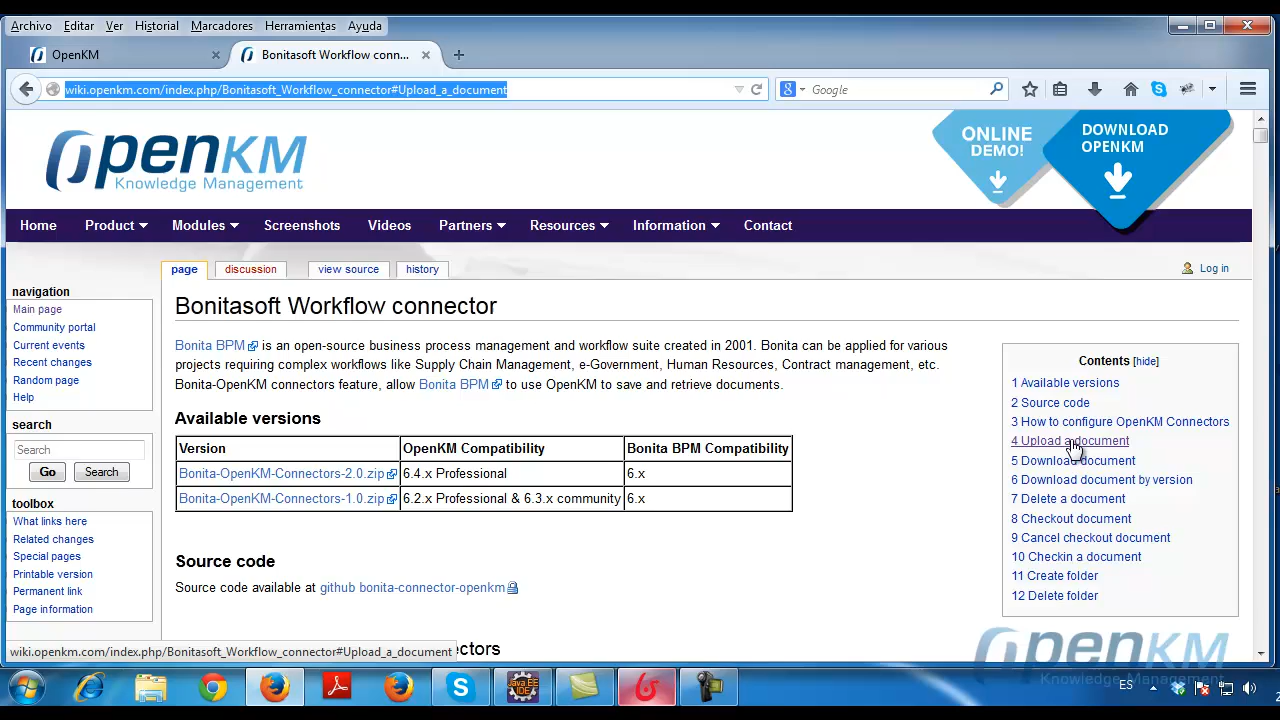 Archivo Editar Ver Historial Marcadores Herramientas Ayuda
OpenKM
Bonitasoft Workflow conn...
wiki.openkm.com/index.php/Bonitasoft_Workflow_connector#Upload_a_document
Google
OpenKM
Knowledge Management
ONLINE
DEMO!
DOWNLOAD
OPENKM
Home Product Modules Screenshots Videos Partners Resources Information Contact
page discussion view source history
Log in
navigation
Main page
Community portal
Current events
Recent changes
Random page
Help
search
Search
Go Search
toolbox
What links here
Related changes
Special pages
Printable version
Permanent link
Page information
Bonitasoft Workflow connector
Bonita BPM is an open-source business process management and workflow suite created in 2001. Bonita can be applied for various
projects requiring complex workflows like Supply Chain Management, e-Government, Human Resources, Contract management, etc.
Bonita-OpenKM connectors feature, allow Bonita BPM to use OpenKM to save and retrieve documents.
Available versions
Version OpenKM Compatibility Bonita BPM Compatibility
Bonita-OpenKM-Connectors-2.0.zip 6.4.x Professional 6.x
Bonita-OpenKM-Connectors-1.0.zip 6.2.x Professional & 6.3.x community 6.x
Source code
Source code available at github bonita-connector-openkm
Contents [hide]
1 Available versions
2 Source code
3 How to configure OpenKM Connectors
4 Upload a document
5 Download document
6 Download document by version
7 Delete a document
8 Checkout document
9 Cancel checkout document
10 Checkin a document
11 Create folder
12 Delete folder
wiki.openkm.com/index.php/Bonitasoft_Workflow_connector#Upload_a_document
OpenKM
Knowledge Management
Java EE
IDE
ES